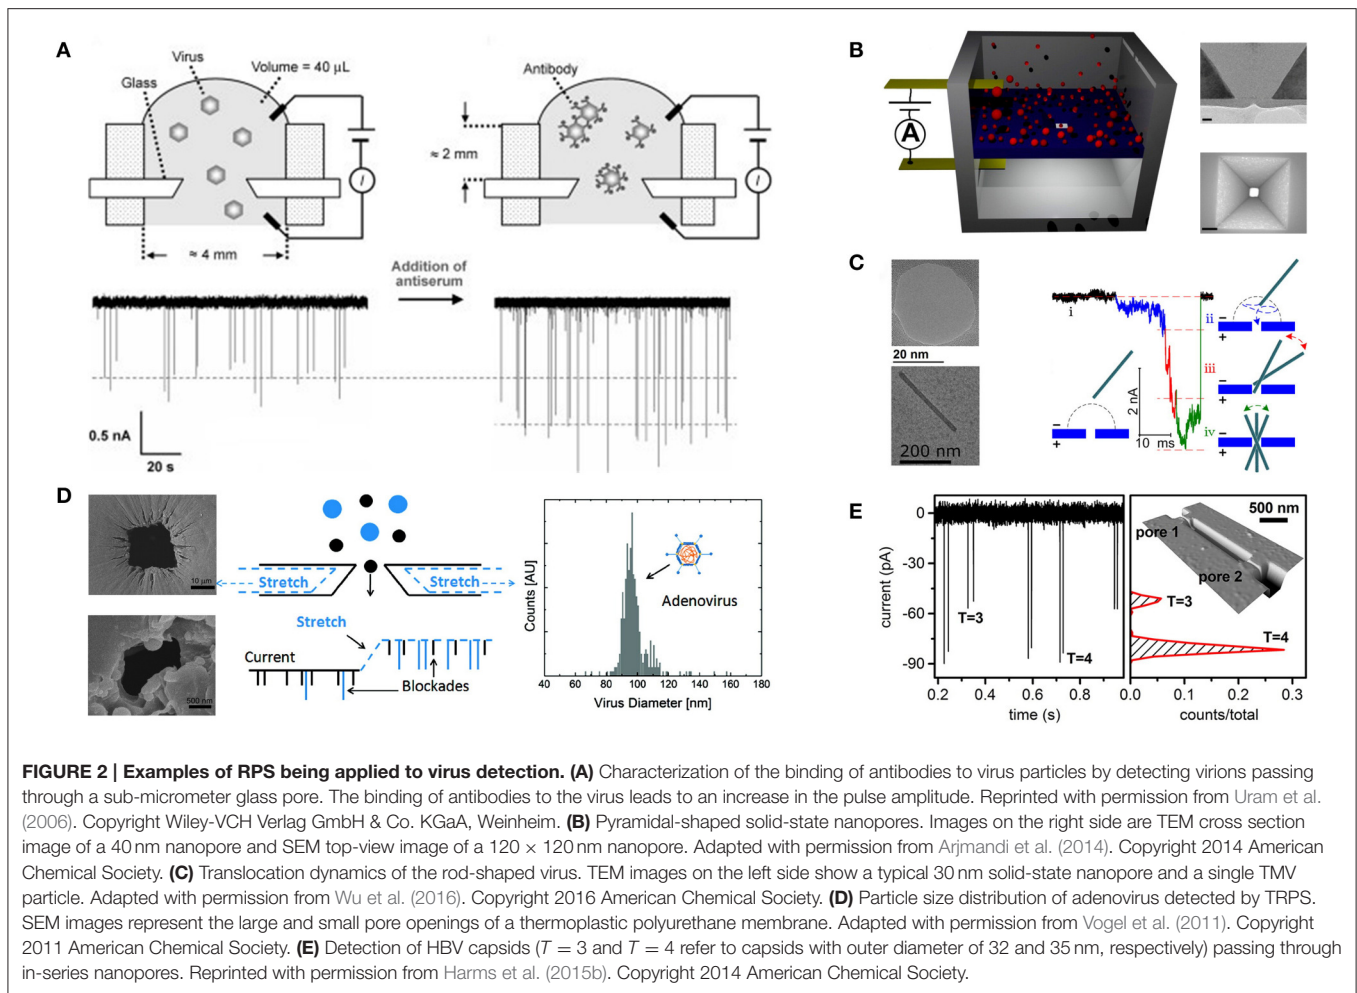 A
Virus
Volume = 40 µL
Glass
Antibody
≈ 2 mm
I
I
≈ 4 mm
Addition of
antiserum
0.5 nA
20 s
B
A
C
20 nm
200 nm
i
ii
iii
iv
2 nA
10 ms
−
+
−
+
−
+
−
+
D
10 µm
500 nm
Stretch
Stretch
Stretch
Current
Blockades
Counts [AU]
Adenovirus
40 60 80 100 120 140 160 180
Virus Diameter [nm]
E
current (pA)
0
-30
-60
-90
T=3
T=4
0.2 0.4 0.6 0.8
time (s)
500 nm
pore 1
pore 2
T=3
T=4
0.0 0.1 0.2 0.3
counts/total
FIGURE 2 | Examples of RPS being applied to virus detection. (A) Characterization of the binding of antibodies to virus particles by detecting virions passing
through a sub-micrometer glass pore. The binding of antibodies to the virus leads to an increase in the pulse amplitude. Reprinted with permission from Uram et al.
(2006). Copyright Wiley-VCH Verlag GmbH & Co. KGaA, Weinheim. (B) Pyramidal-shaped solid-state nanopores. Images on the right side are TEM cross section
image of a 40 nm nanopore and SEM top-view image of a 120 × 120 nm nanopore. Adapted with permission from Arjmandi et al. (2014). Copyright 2014 American
Chemical Society. (C) Translocation dynamics of the rod-shaped virus. TEM images on the left side show a typical 30 nm solid-state nanopore and a single TMV
particle. Adapted with permission from Wu et al. (2016). Copyright 2016 American Chemical Society. (D) Particle size distribution of adenovirus detected by TRPS.
SEM images represent the large and small pore openings of a thermoplastic polyurethane membrane. Adapted with permission from Vogel et al. (2011). Copyright
2011 American Chemical Society. (E) Detection of HBV capsids (T = 3 and T = 4 refer to capsids with outer diameter of 32 and 35 nm, respectively) passing through
in-series nanopores. Reprinted with permission from Harms et al. (2015b). Copyright 2014 American Chemical Society.